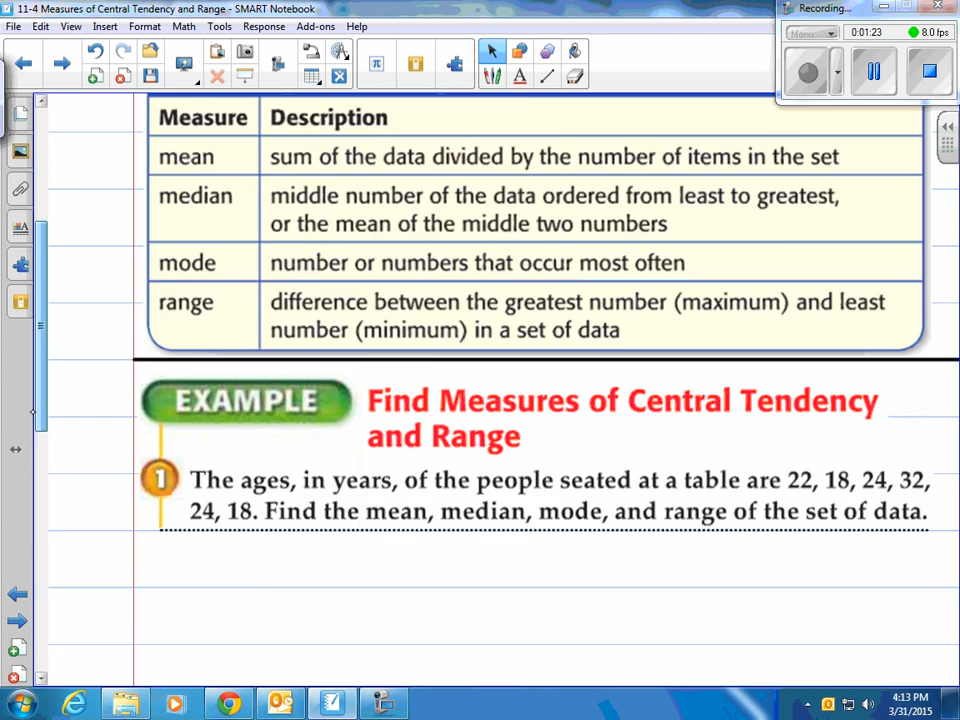 11-4 Measures of Central Tendency and Range - SMART Notebook
Recording...
File Edit View Insert Format Math Tools Response Add-ons Help
Menu 0:01:23 8.0 fps
Measure Description
mean sum of the data divided by the number of items in the set
median middle number of the data ordered from least to greatest,
or the mean of the middle two numbers
mode number or numbers that occur most often
range difference between the greatest number (maximum) and least
number (minimum) in a set of data
EXAMPLE Find Measures of Central Tendency
and Range
1 The ages, in years, of the people seated at a table are 22, 18, 24, 32,
24, 18. Find the mean, median, mode, and range of the set of data.
4:13 PM
3/31/2015